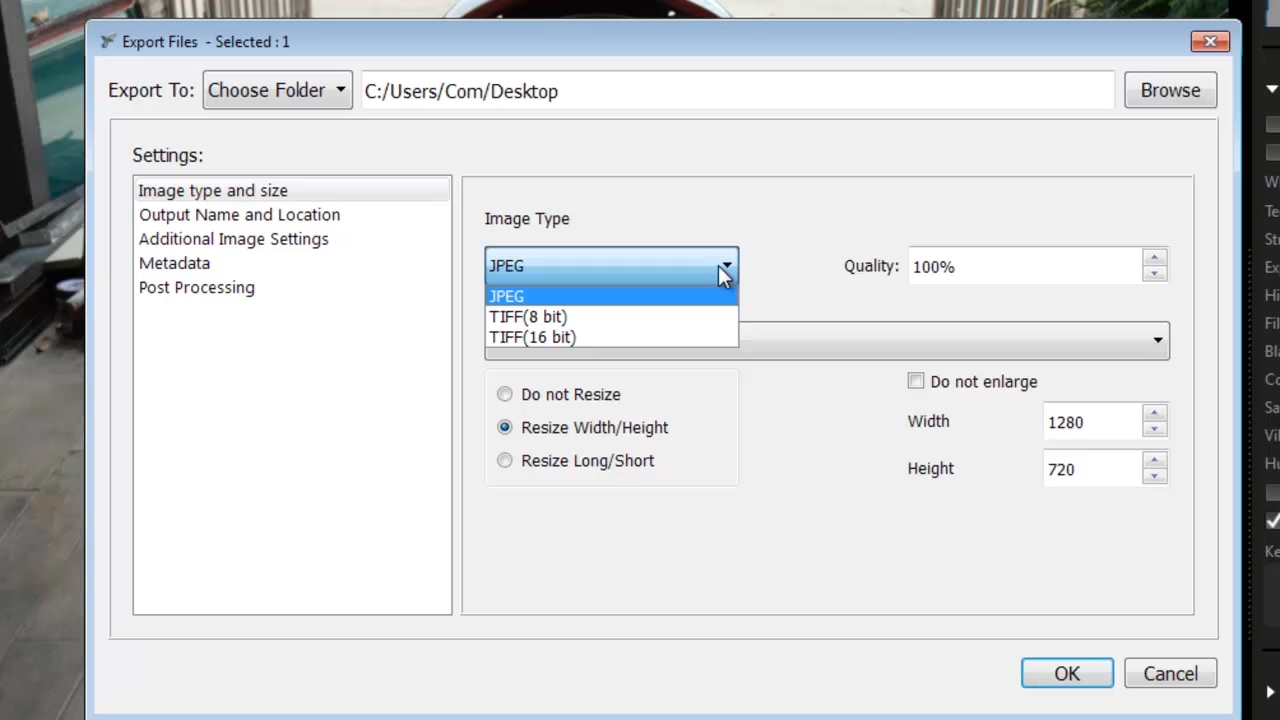 Export Files - Selected : 1
Export To: Choose Folder C:/Users/Com/Desktop Browse
Settings:
Image type and size
Output Name and Location
Additional Image Settings
Metadata
Post Processing
Image Type
JPEG Quality: 100%
JPEG
TIFF(8 bit)
TIFF(16 bit)
Do not Resize Do not enlarge
Resize Width/Height Width 1280
Resize Long/Short Height 720
OK Cancel